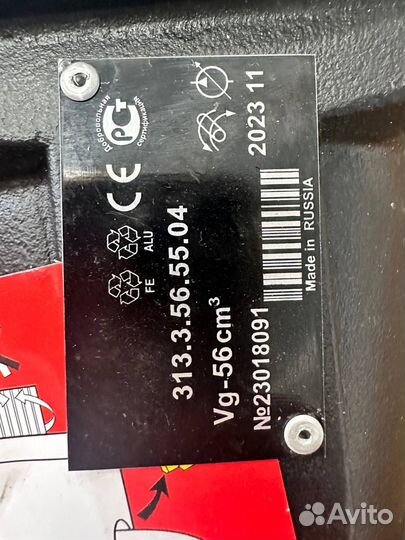 Добровольная
РСТ
сертификация
CE
2023 11
FE
ALU
313.3.56.55.04
Vg-56cm³
№23018091
Made in RUSSIA
Avito